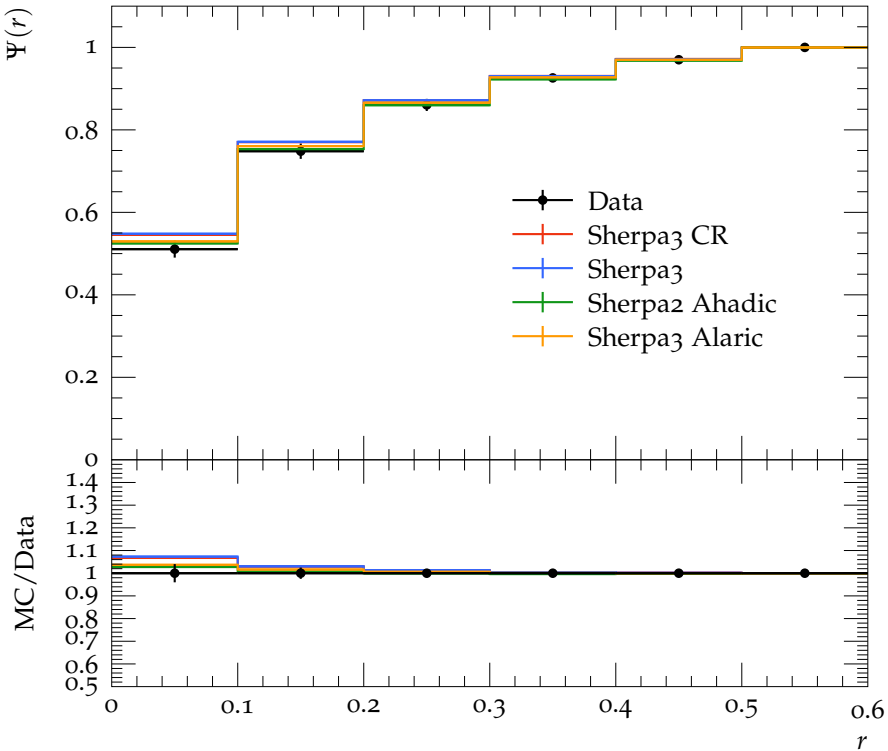 Ψ(r)
1
0.8
0.6
0.4
0.2
0
Data
Sherpa3 CR
Sherpa3
Sherpa2 Ahadic
Sherpa3 Alaric
MC/Data
1.4
1.3
1.2
1.1
1
0.9
0.8
0.7
0.6
0.5
0 0.1 0.2 0.3 0.4 0.5 0.6
r